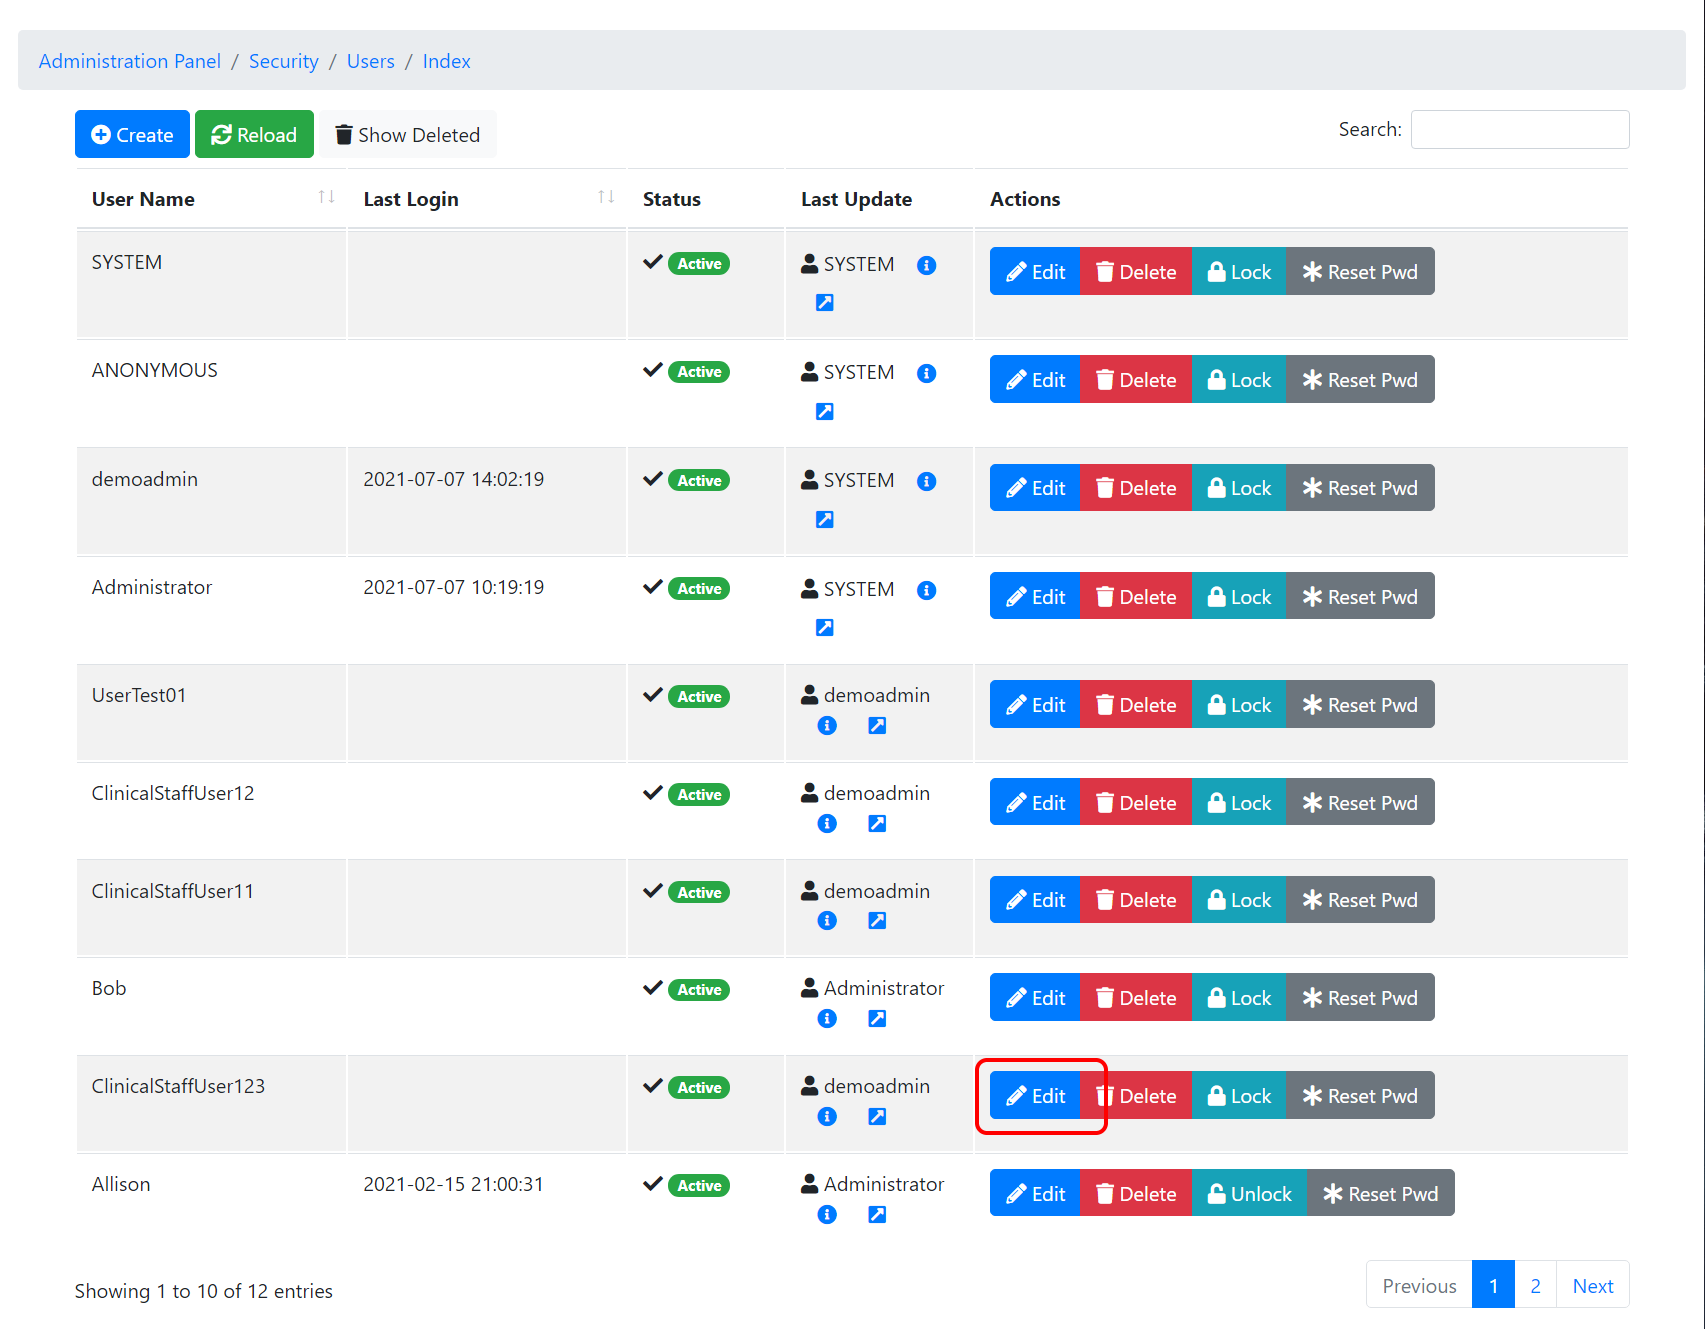 Administration Panel / Security / Users / Index
Create Reload Show Deleted Search:
User Name Last Login Status Last Update Actions
SYSTEM Active SYSTEM Edit Delete Lock Reset Pwd
ANONYMOUS Active SYSTEM Edit Delete Lock Reset Pwd
demoadmin 2021-07-07 14:02:19 Active SYSTEM Edit Delete Lock Reset Pwd
Administrator 2021-07-07 10:19:19 Active SYSTEM Edit Delete Lock Reset Pwd
UserTest01 Active demoadmin Edit Delete Lock Reset Pwd
ClinicalStaffUser12 Active demoadmin Edit Delete Lock Reset Pwd
ClinicalStaffUser11 Active demoadmin Edit Delete Lock Reset Pwd
Bob Active Administrator Edit Delete Lock Reset Pwd
ClinicalStaffUser123 Active demoadmin Edit Delete Lock Reset Pwd
Allison 2021-02-15 21:00:31 Active Administrator Edit Delete Unlock Reset Pwd
Showing 1 to 10 of 12 entries Previous 1 2 Next